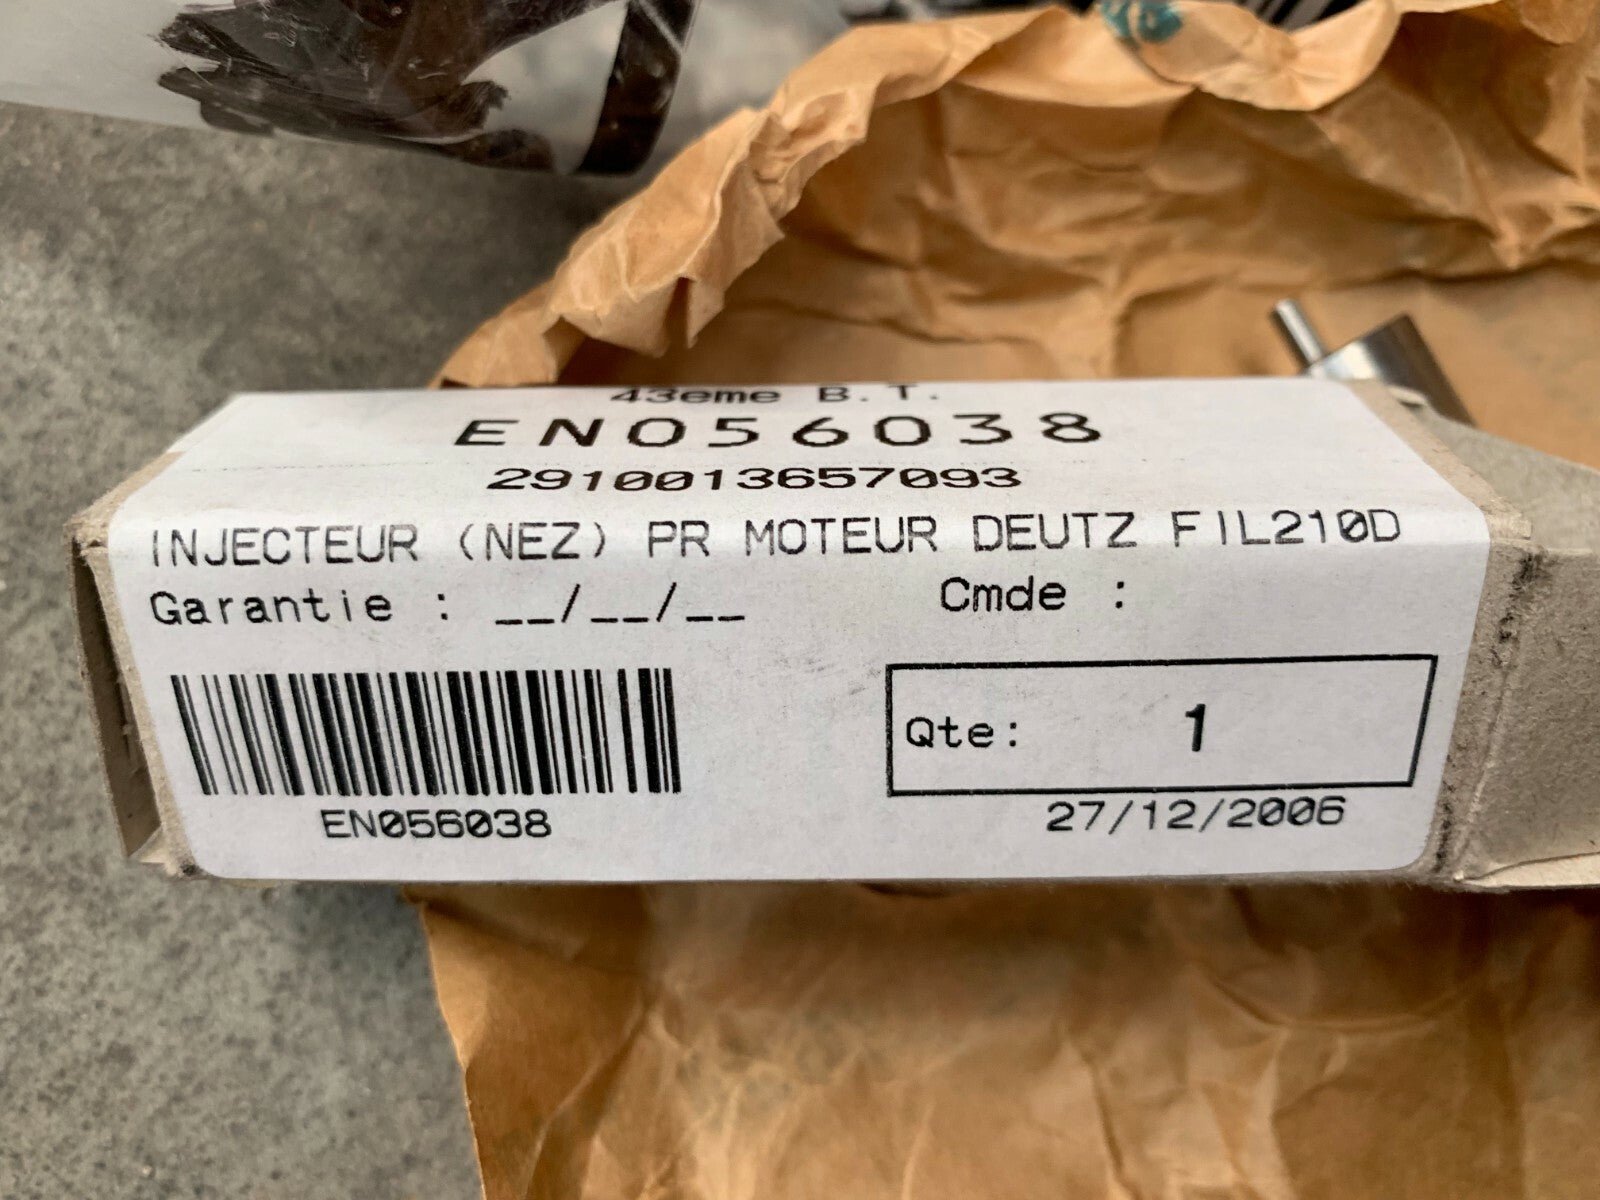 43eme B.T.
EN056038
2910013657093
INJECTEUR (NEZ) PR MOTEUR DEUTZ FIL210D
Garantie : __/__/__ Cmde :
Qte: 1
EN056038
27/12/2006